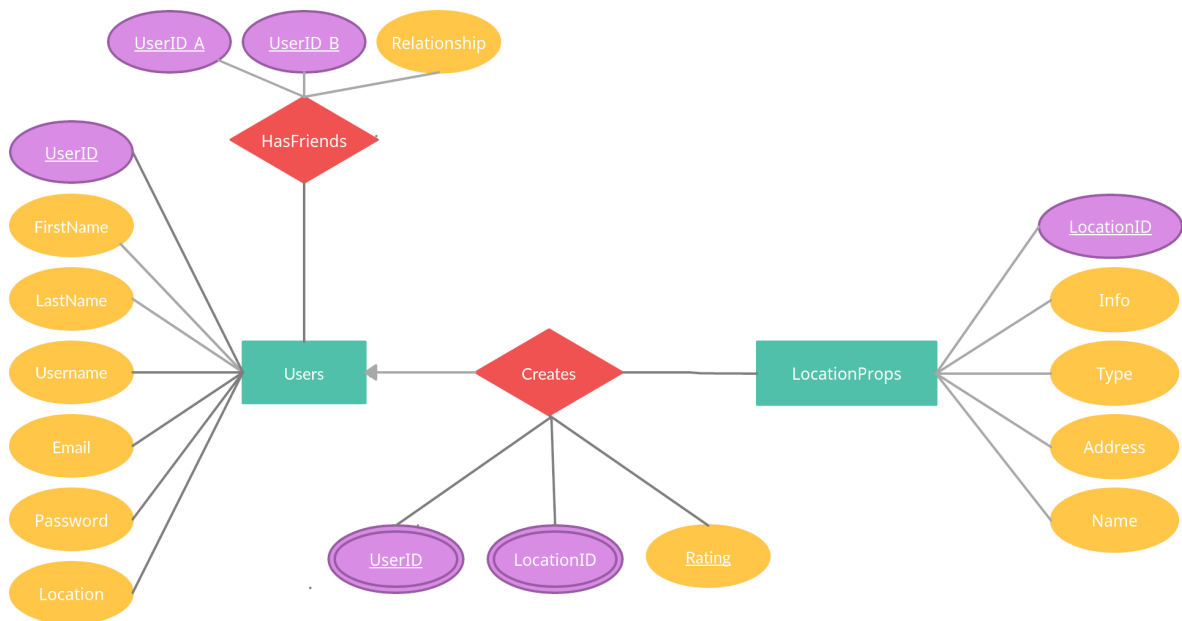 UserID_A
UserID_B
Relationship
HasFriends
UserID
FirstName
LastName
Username
Email
Password
Location
Users
Creates
LocationProps
UserID
LocationID
Rating
LocationID
Info
Type
Address
Name